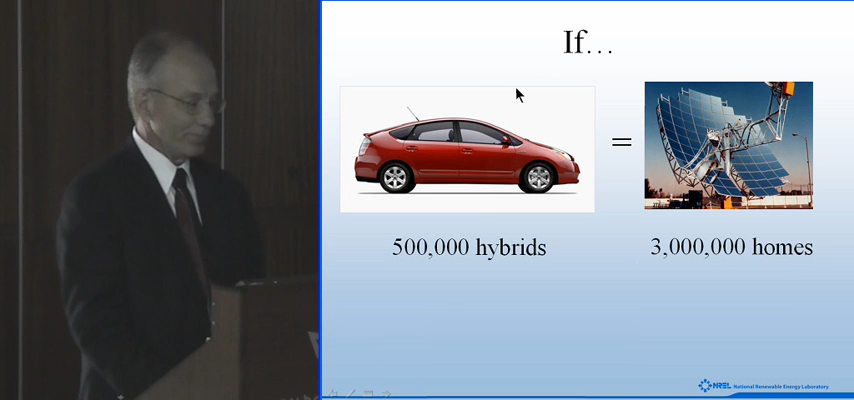 If...
=
500,000 hybrids
3,000,000 homes
NREL National Renewable Energy Laboratory